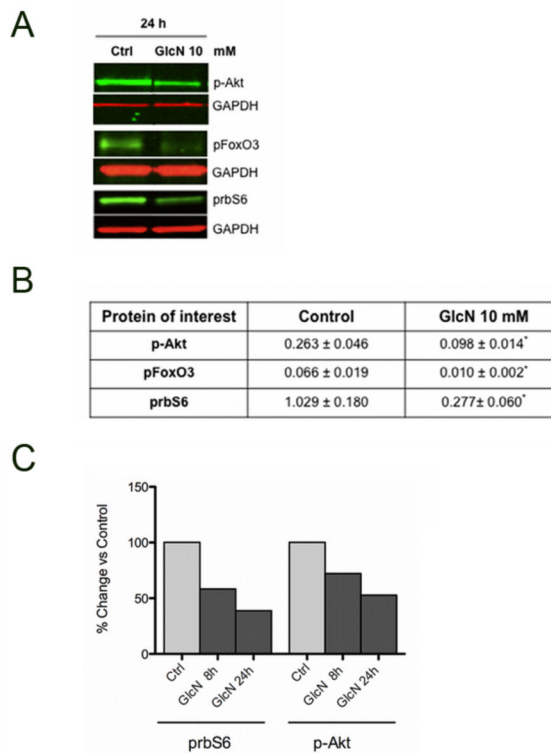 A
24 h
Ctrl GlcN 10 mM
p-Akt
GAPDH
pFoxO3
GAPDH
prbS6
GAPDH
B
Protein of interest Control GlcN 10 mM
p-Akt 0.263 ± 0.046 0.098 ± 0.014*
pFoxO3 0.066 ± 0.019 0.010 ± 0.002*
prbS6 1.029 ± 0.180 0.277± 0.060*
C
% Change vs Control
150
100
50
0
Ctrl GlcN 8h GlcN 24h Ctrl GlcN 8h GlcN 24h
prbS6 p-Akt